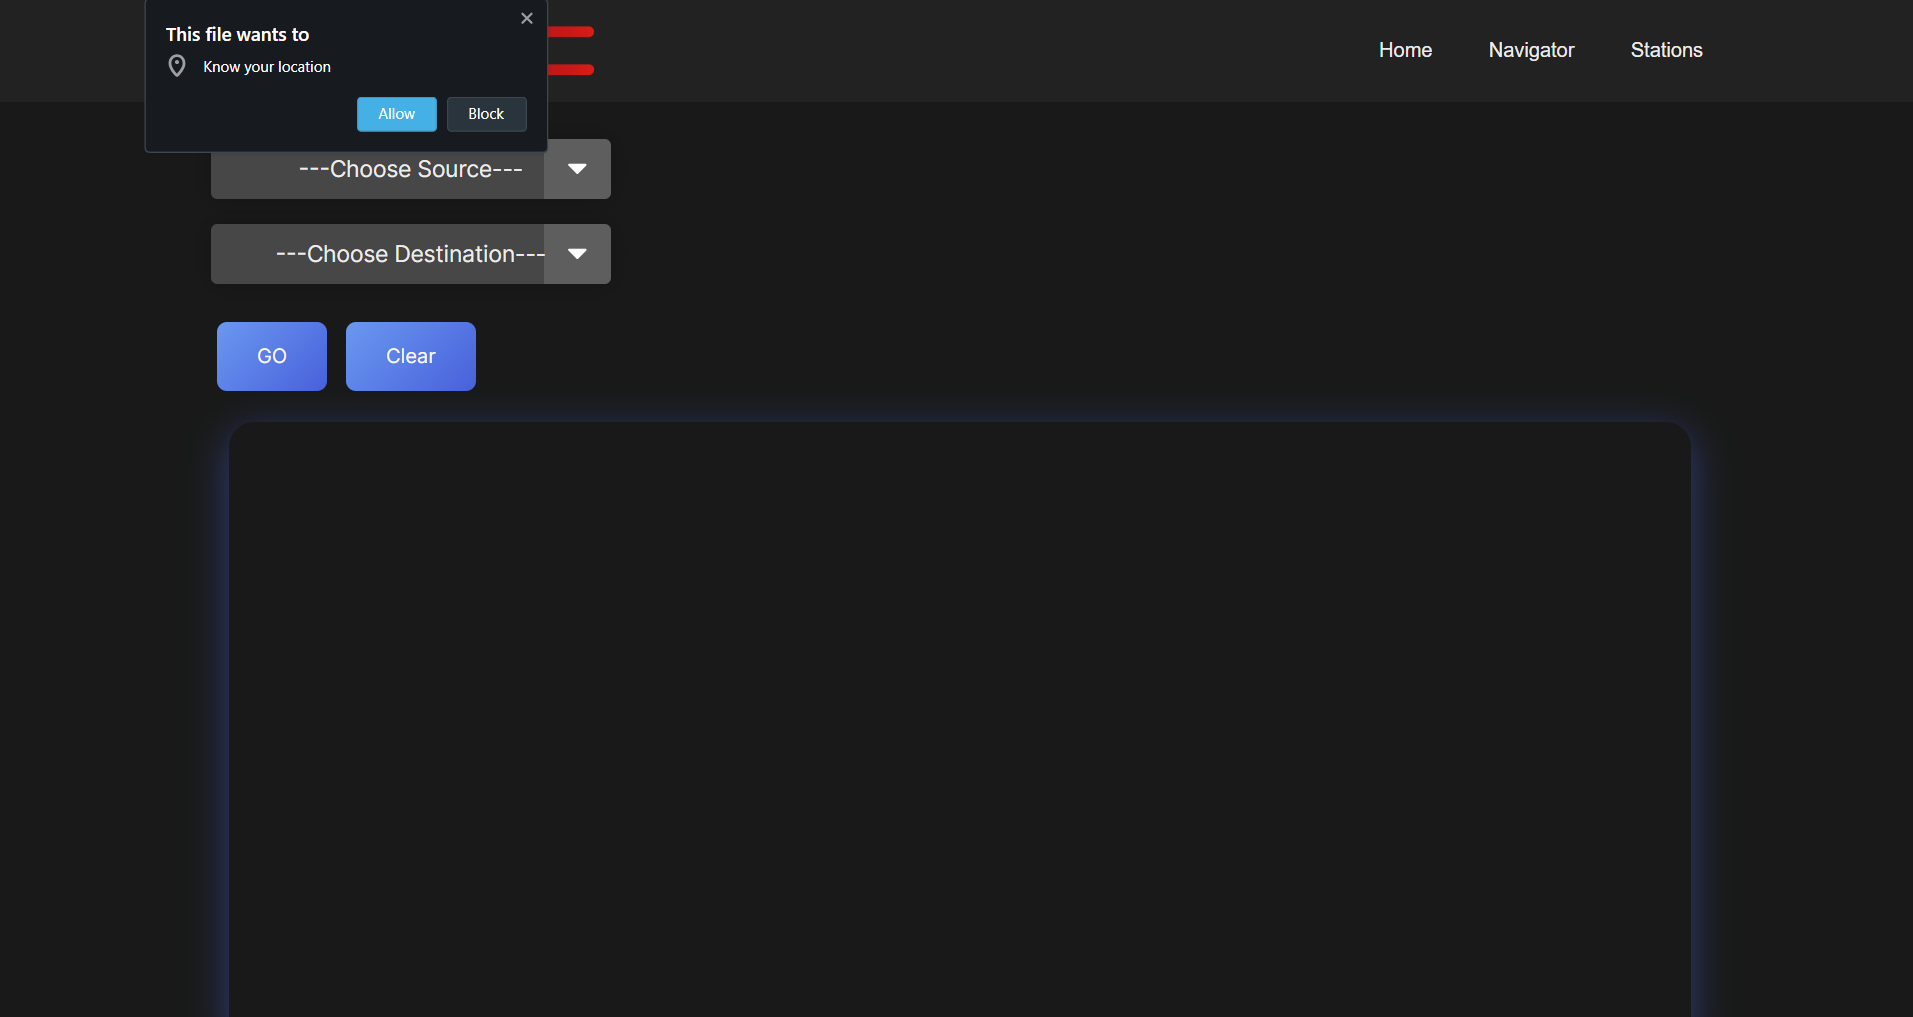 This file wants to
Know your location
Allow
Block
Home
Navigator
Stations
---Choose Source---
---Choose Destination---
GO
Clear